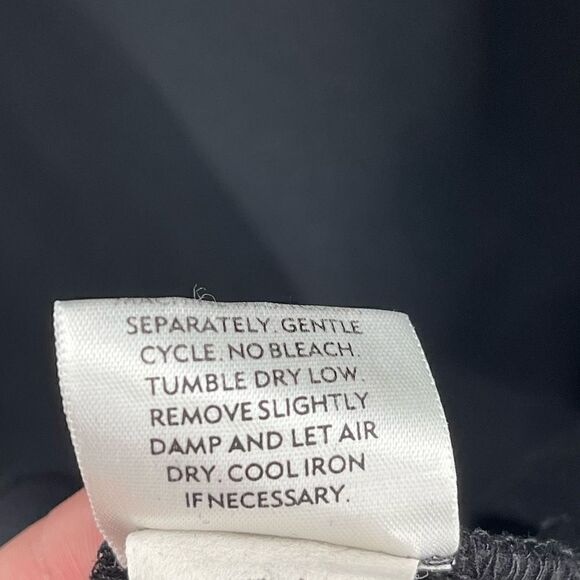 SEPARATELY. GENTLE
CYCLE. NO BLEACH.
TUMBLE DRY LOW.
REMOVE SLIGHTLY
DAMP AND LET AIR
DRY. COOL IRON
IF NECESSARY.